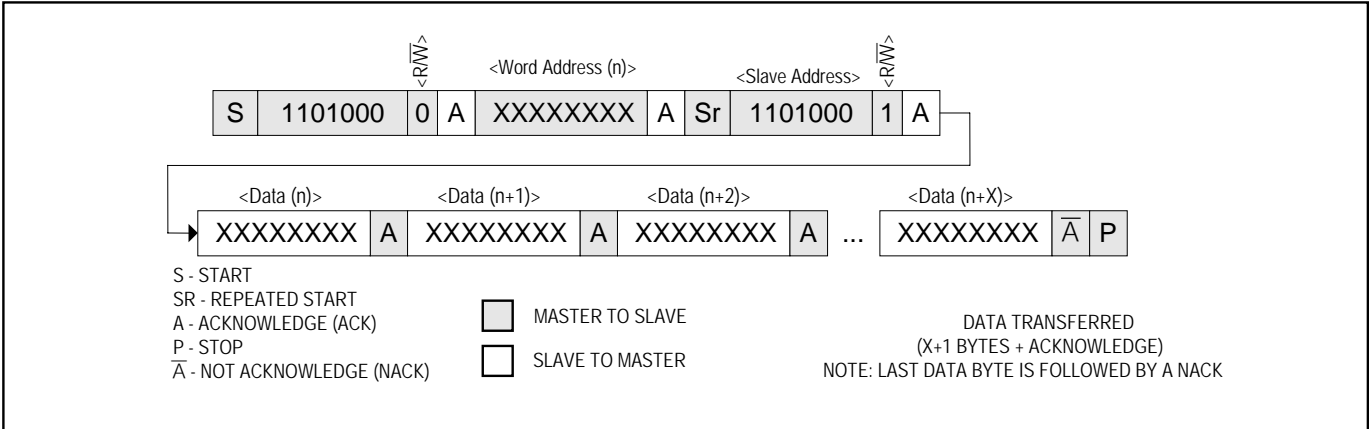 <R/W̅>
<Word Address (n)>
<Slave Address>
<R/W̅>
S 1101000 0 A XXXXXXXX A Sr 1101000 1 A
<Data (n)> <Data (n+1)> <Data (n+2)> <Data (n+X)>
XXXXXXXX A XXXXXXXX A XXXXXXXX A ... XXXXXXXX A̅ P
S - START
SR - REPEATED START
A - ACKNOWLEDGE (ACK)
P - STOP
A̅ - NOT ACKNOWLEDGE (NACK)
MASTER TO SLAVE
SLAVE TO MASTER
DATA TRANSFERRED
(X+1 BYTES + ACKNOWLEDGE)
NOTE: LAST DATA BYTE IS FOLLOWED BY A NACK